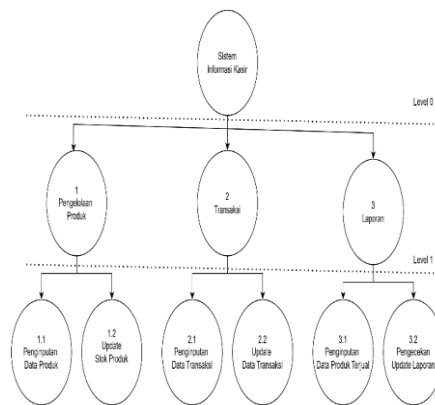 Sistem
Informasi Kasir
Level 0
1
Pengelolaan
Produk
2
Transaksi
3
Laporan
Level 1
1.1
Penginputan
Data Produk
1.2
Update
Stok Produk
2.1
Penginputan
Data Transaksi
2.2
Update
Data Transaksi
3.1
Penginputan
Data Produk Terjual
3.2
Pengecekan
Update Laporan